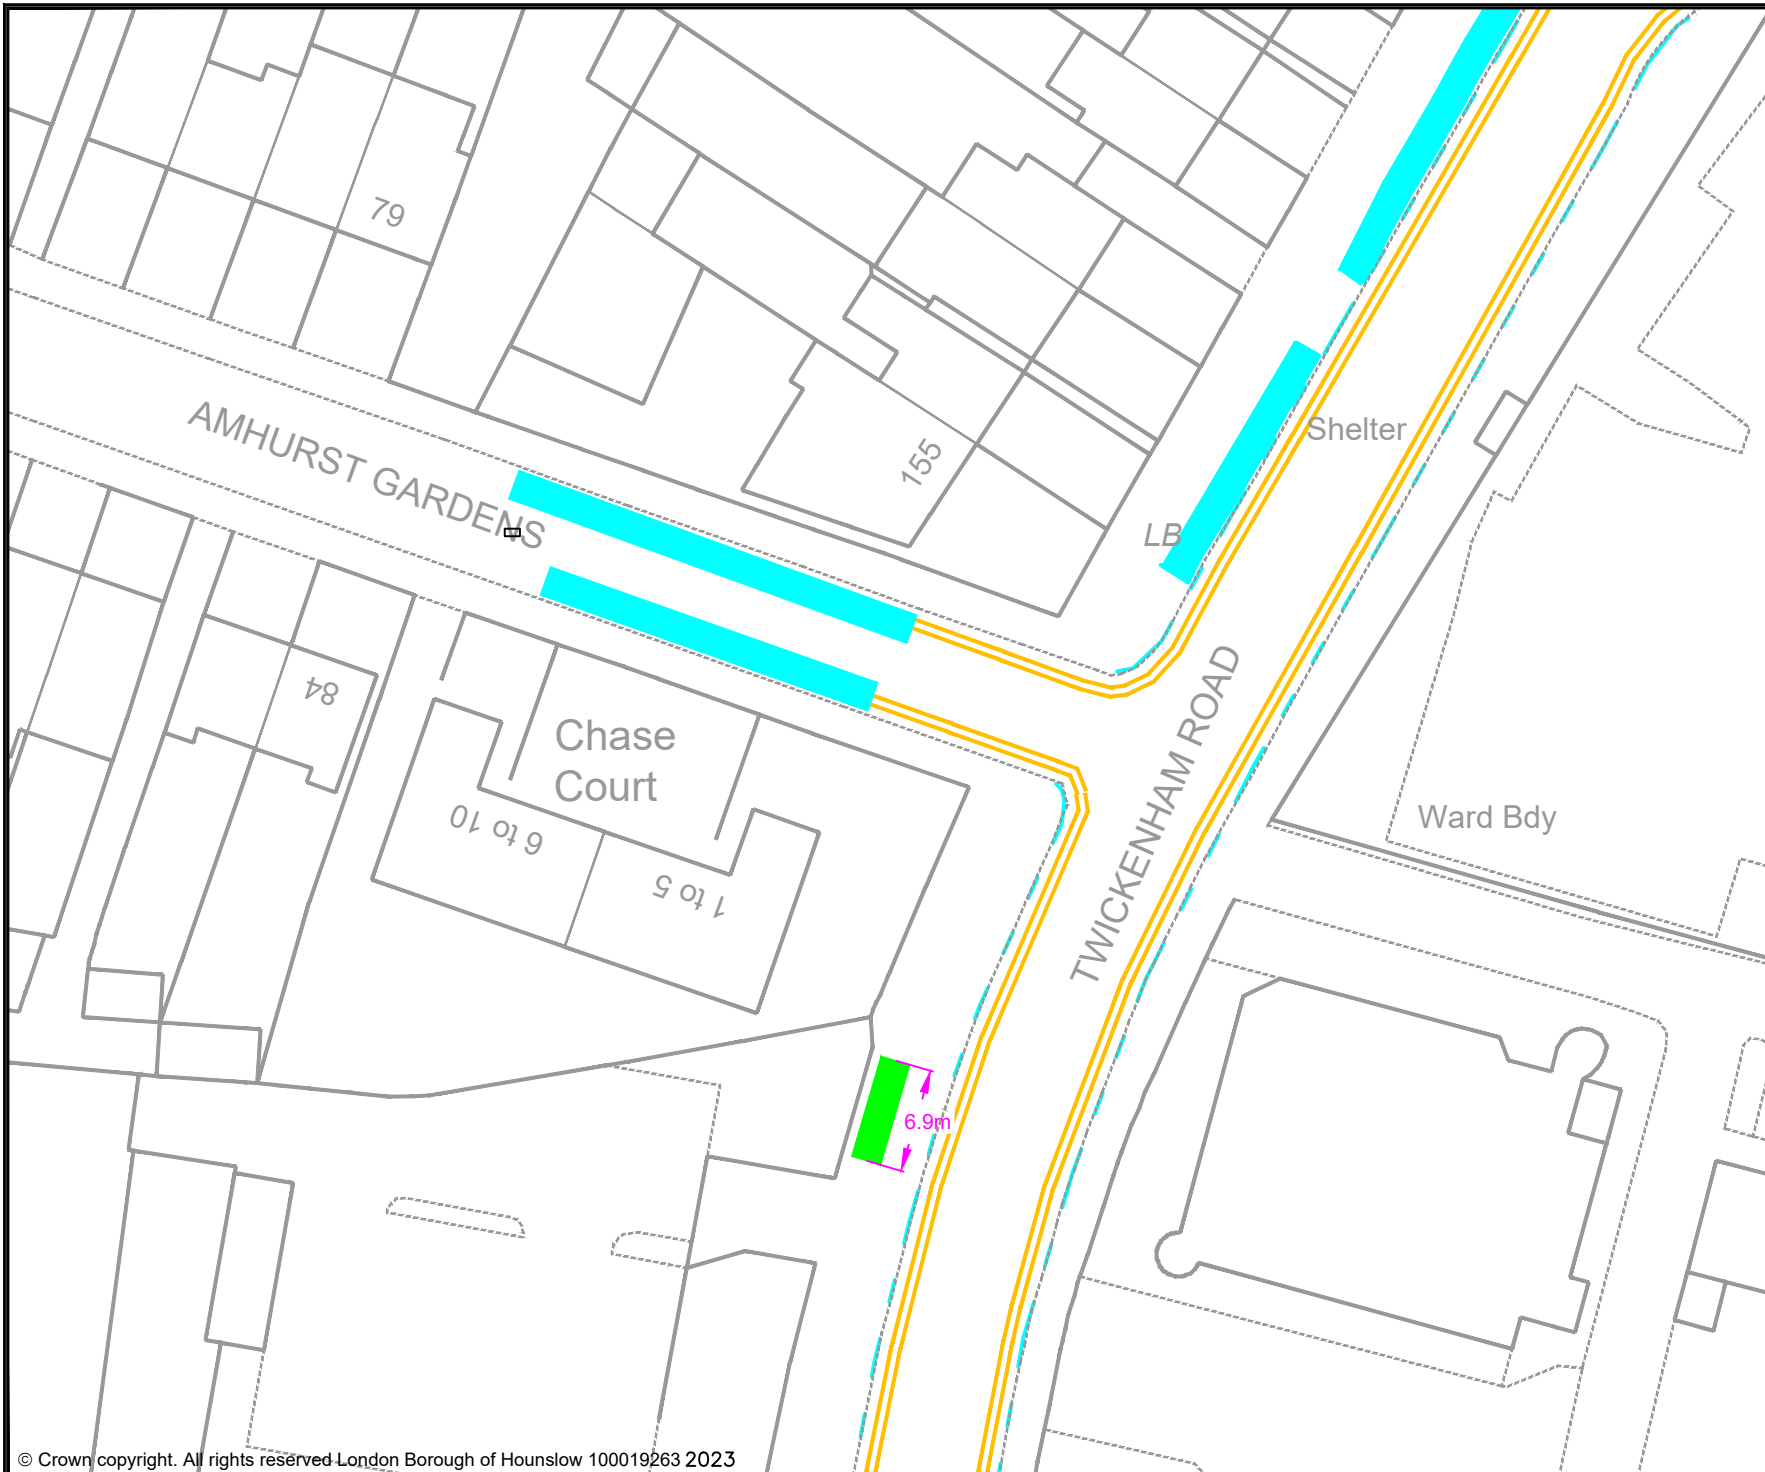 79
AMHURST GARDENS
155
Shelter
LB
84
Chase
Court
6 to 10
1 to 5
TWICKENHAM ROAD
Ward Bdy
6.9m
© Crown copyright. All rights reserved London Borough of Hounslow 100019263 2023